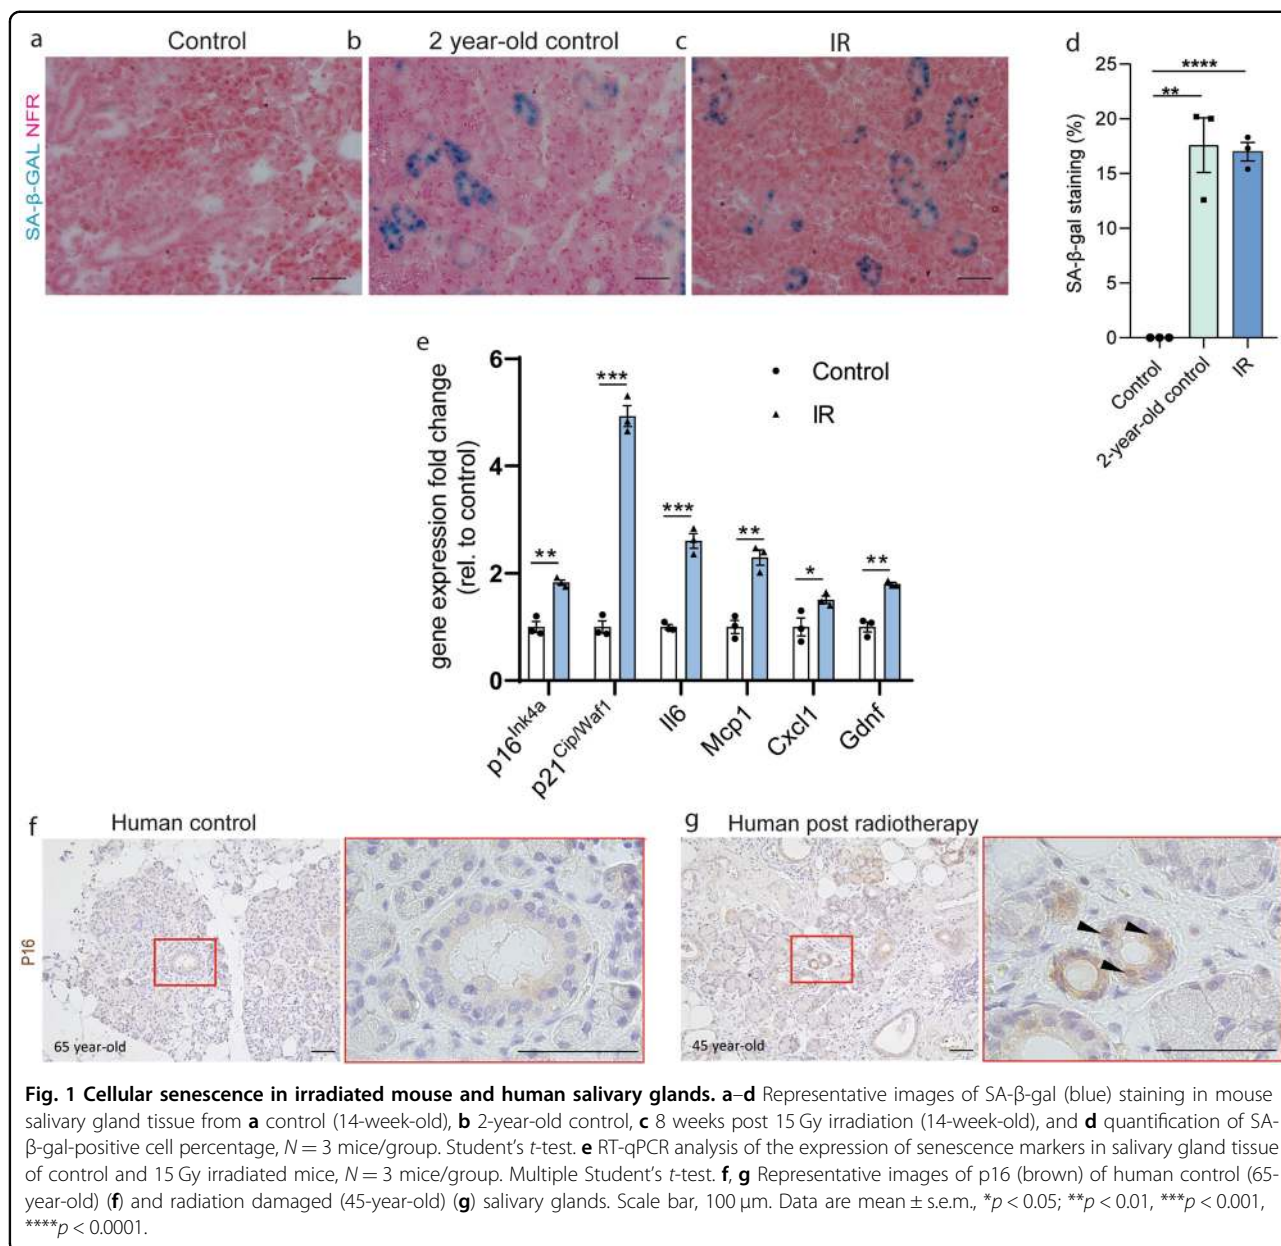 a Control b 2 year-old control c IR
SA-β-GAL NFR
d
SA-β-gal staining (%)
25
20
15
10
5
0
****
**
Control
2-year-old control
IR
e
gene expression fold change
(rel. to control)
6
4
2
0
Control
IR
**
***
***
**
*
**
p16Ink4a
p21Cip/Waf1
Il6
Mcp1
Cxcl1
Gdnf
f Human control
P16
65 year-old
g Human post radiotherapy
45 year-old
Fig. 1 Cellular senescence in irradiated mouse and human salivary glands. a–d Representative images of SA-β-gal (blue) staining in mouse
salivary gland tissue from a control (14-week-old), b 2-year-old control, c 8 weeks post 15 Gy irradiation (14-week-old), and d quantification of SA-
β-gal-positive cell percentage, N = 3 mice/group. Student's t-test. e RT-qPCR analysis of the expression of senescence markers in salivary gland tissue
of control and 15 Gy irradiated mice, N = 3 mice/group. Multiple Student's t-test. f, g Representative images of p16 (brown) of human control (65-
year-old) (f) and radiation damaged (45-year-old) (g) salivary glands. Scale bar, 100 μm. Data are mean ± s.e.m., *p < 0.05; **p < 0.01, ***p < 0.001,
****p < 0.0001.